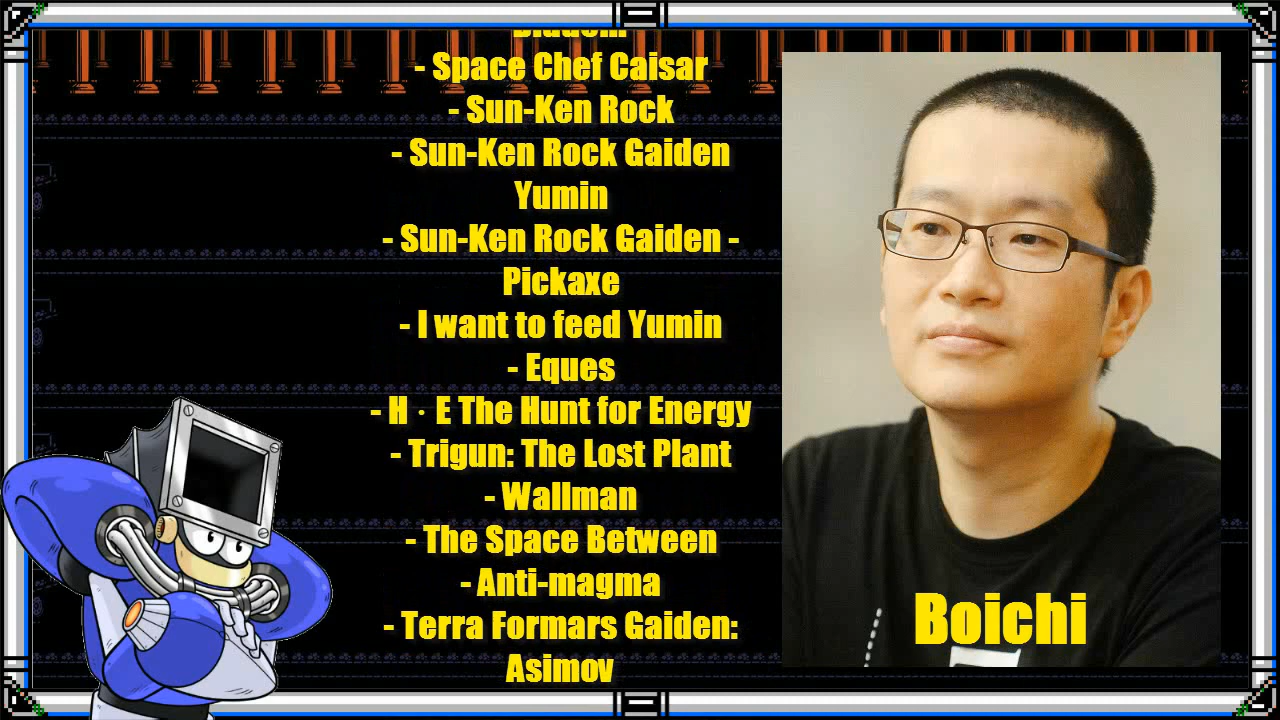 - Space Chef Caisar
- Sun-Ken Rock
- Sun-Ken Rock Gaiden
Yumin
- Sun-Ken Rock Gaiden -
Pickaxe
- I want to feed Yumin
- Eques
- H · E The Hunt for Energy
- Trigun: The Lost Plant
- Wallman
- The Space Between
- Anti-magma
- Terra Formars Gaiden:
Asimov
Boichi